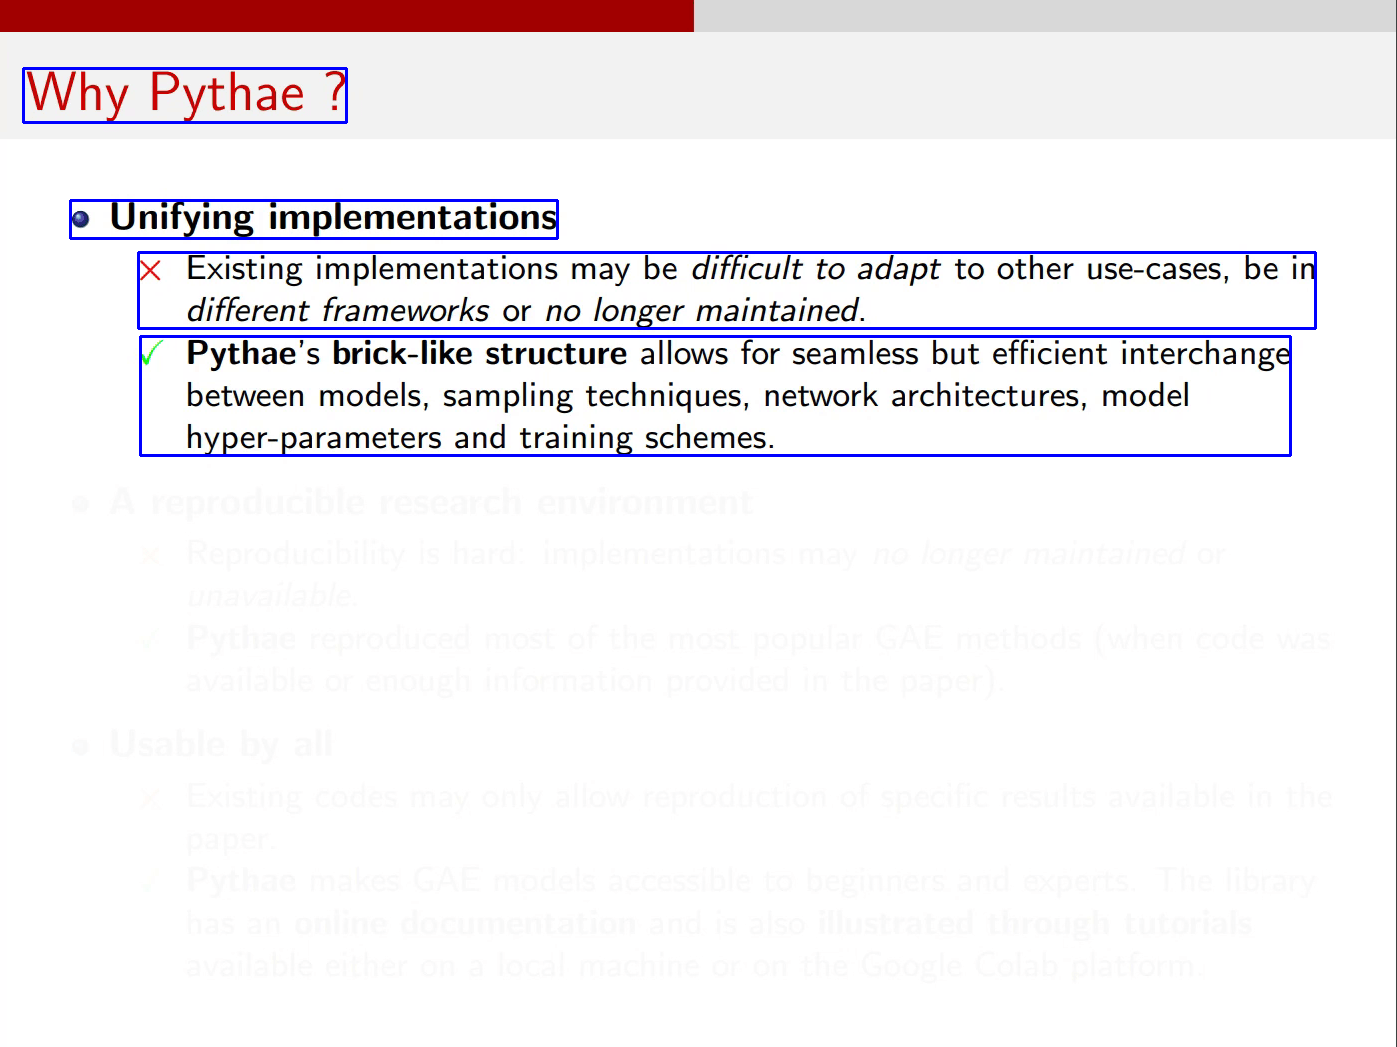 Why Pythae ?
Unifying implementations
× Existing implementations may be difficult to adapt to other use-cases, be in
different frameworks or no longer maintained.
✓ Pythae's brick-like structure allows for seamless but efficient interchange
between models, sampling techniques, network architectures, model
hyper-parameters and training schemes.
A reproducible research environment
× Reproducibility is hard: implementations may no longer maintained or
unavailable.
✓ Pythae reproduced most of the most popular GAE methods (when code was
available or enough information provided in the paper).
Usable by all
× Existing codes may only allow reproduction of specific results available in the
paper.
✓ Pythae makes GAE models accessible to beginners and experts. The library
has an online documentation and is also illustrated through tutorials
available either on a local machine or on the Google Colab platform.